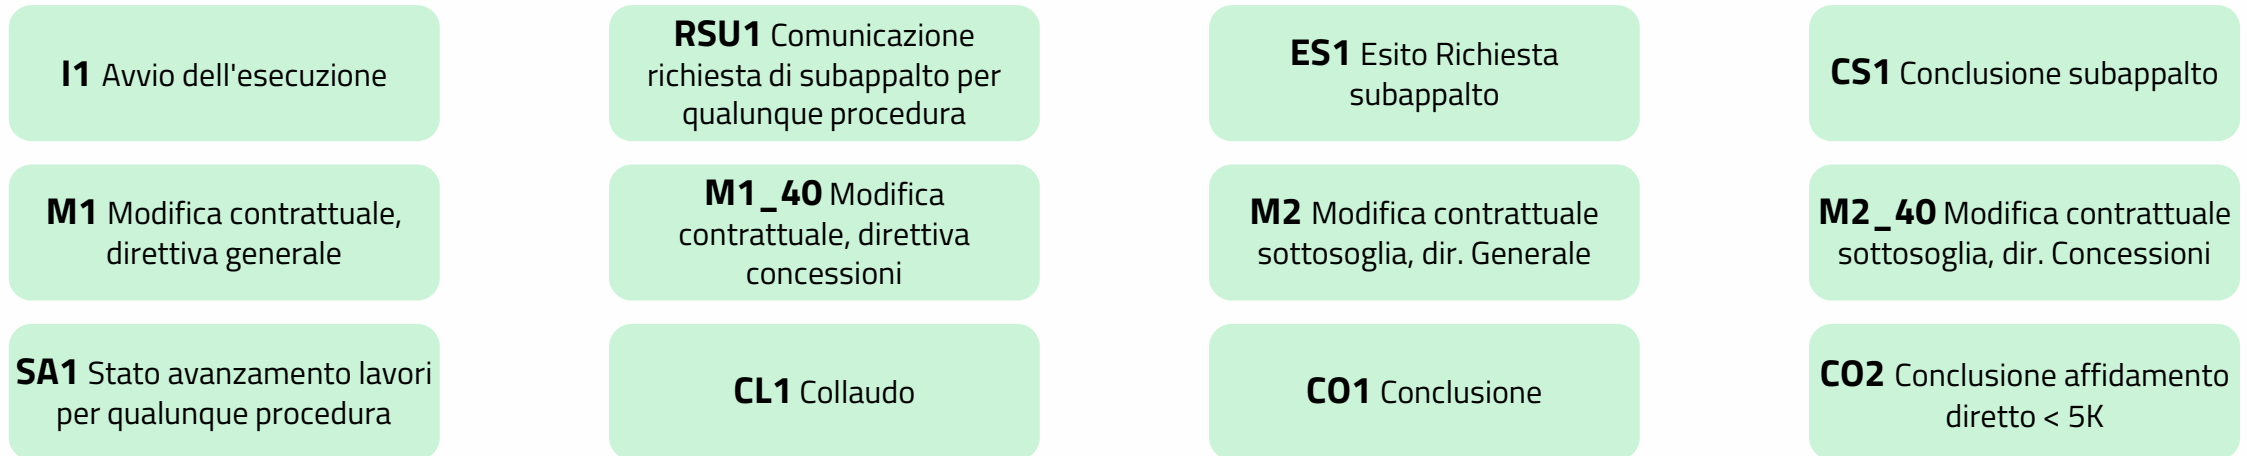 I1 Avvio dell'esecuzione
RSU1 Comunicazione
richiesta di subappalto per
qualunque procedura
ES1 Esito Richiesta
subappalto
CS1 Conclusione subappalto
M1 Modifica contrattuale,
direttiva generale
M1_40 Modifica
contrattuale, direttiva
concessioni
M2 Modifica contrattuale
sottosoglia, dir. Generale
M2_40 Modifica contrattuale
sottosoglia, dir. Concessioni
SA1 Stato avanzamento lavori
per qualunque procedura
CL1 Collaudo
CO1 Conclusione
CO2 Conclusione affidamento
diretto < 5K